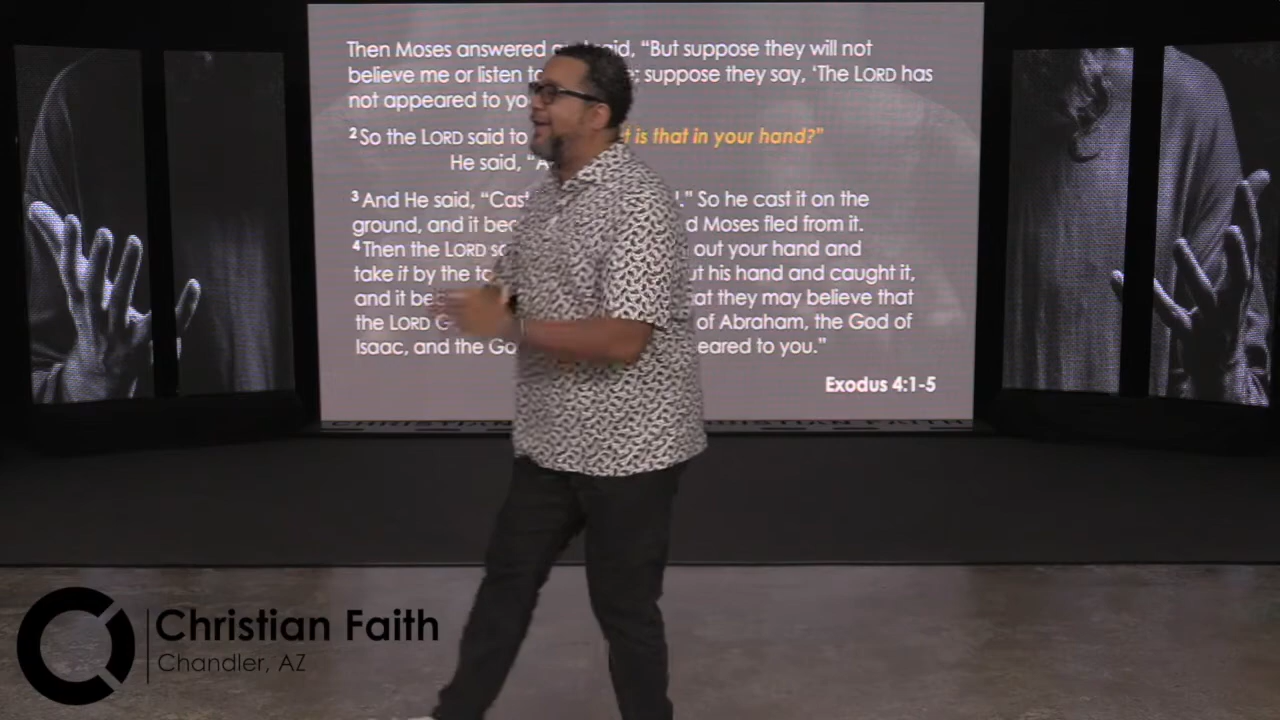 Then Moses answered said, “But suppose they will not
believe me or listen suppose they say, ‘The LORD has
not appeared to
2 So the LORD said to is that in your hand?”
He said,
3 And He said, “Cast So he cast it on the
ground, and it Moses fled from it.
4 Then the LORD out your hand and
take it by the his hand and caught it,
and it they may believe that
the LORD of Abraham, the God of
Isaac, and the to you.”
Exodus 4:1-5
Christian Faith
Chandler, AZ